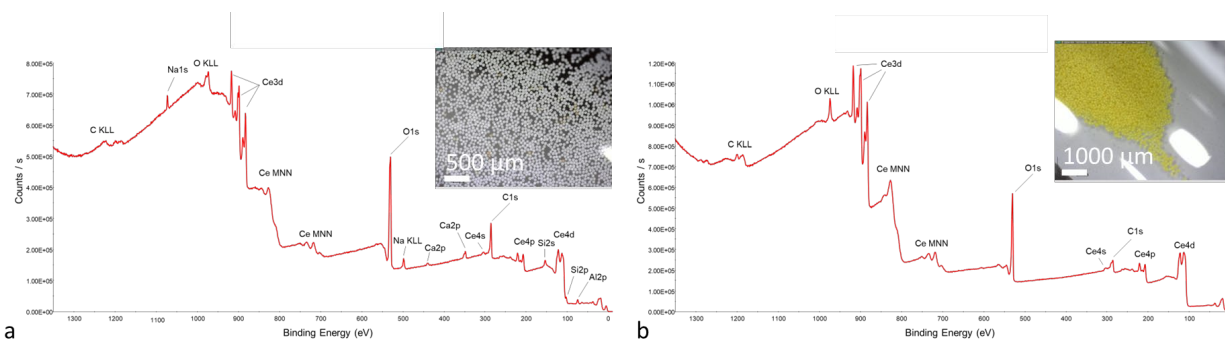 O KLL
Na1s
Ce3d
C KLL
O1s
500 µm
Ce MNN
C1s
Ce MNN
Na KLL
Ca2p
Ca2p
Ce4s
Ce4p
Si2s
Ce4d
Si2p
Al2p
8.00E+05
7.00E+05
6.00E+05
5.00E+05
4.00E+05
3.00E+05
2.00E+05
1.00E+05
0.00E+00
Counts / s
1300 1200 1100 1000 900 800 700 600 500 400 300 200 100 0
Binding Energy (eV)
a
Ce3d
O KLL
C KLL
1000 µm
Ce MNN
O1s
Ce MNN
C1s
Ce4s
Ce4p
Ce4d
1.20E+06
1.10E+06
1.00E+06
9.00E+05
8.00E+05
7.00E+05
6.00E+05
5.00E+05
4.00E+05
3.00E+05
2.00E+05
1.00E+05
0.00E+00
Counts / s
1300 1200 1100 1000 900 800 700 600 500 400 300 200 100
Binding Energy (eV)
b